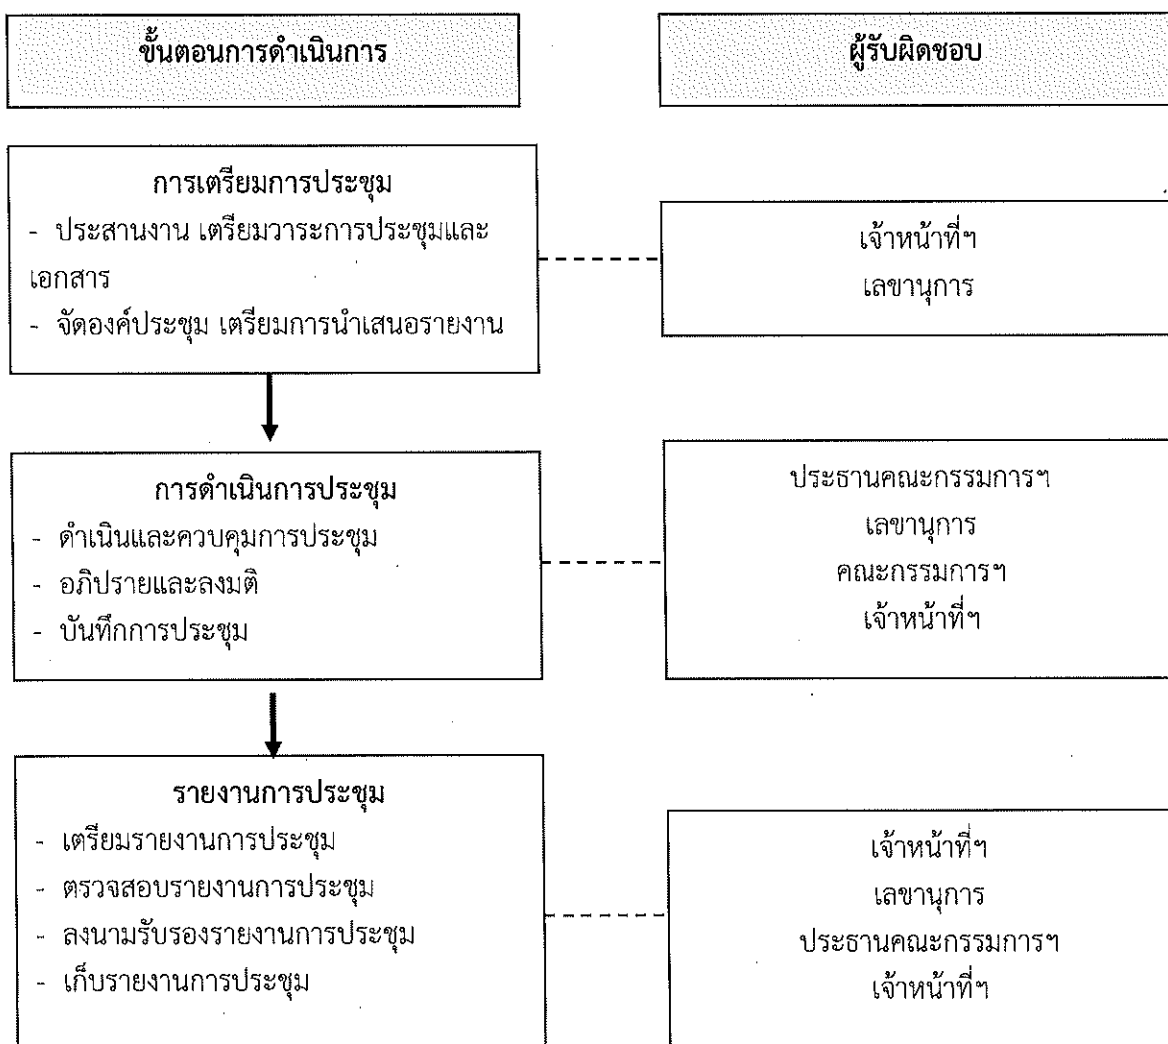 ขั้นตอนการดำเนินการ
ผู้รับผิดชอบ
การเตรียมการประชุม
- ประสานงาน เตรียมวาระการประชุมและ
เอกสาร
- จัดองค์ประชุม เตรียมการนำเสนอรายงาน
เจ้าหน้าที่ฯ
เลขานุการ
การดำเนินการประชุม
- ดำเนินและควบคุมการประชุม
- อภิปรายและลงมติ
- บันทึกการประชุม
ประธานคณะกรรมการฯ
เลขานุการ
คณะกรรมการฯ
เจ้าหน้าที่ฯ
รายงานการประชุม
- เตรียมรายงานการประชุม
- ตรวจสอบรายงานการประชุม
- ลงนามรับรองรายงานการประชุม
- เก็บรายงานการประชุม
เจ้าหน้าที่ฯ
เลขานุการ
ประธานคณะกรรมการฯ
เจ้าหน้าที่ฯ